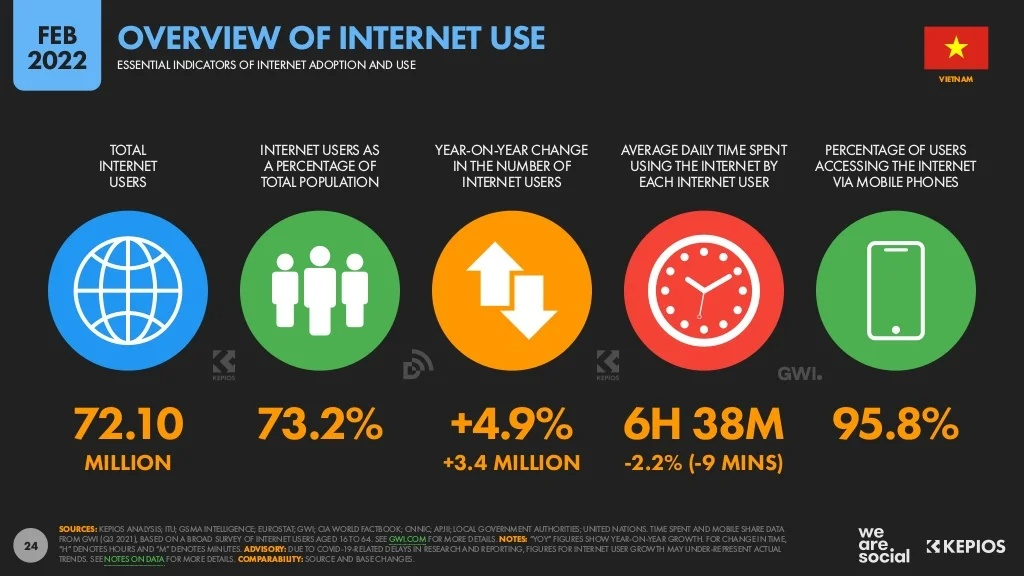 FEB
2022
OVERVIEW OF INTERNET USE
ESSENTIAL INDICATORS OF INTERNET ADOPTION AND USE
VIETNAM
TOTAL
INTERNET
USERS
INTERNET USERS AS
A PERCENTAGE OF
TOTAL POPULATION
YEAR-ON-YEAR CHANGE
IN THE NUMBER OF
INTERNET USERS
AVERAGE DAILY TIME SPENT
USING THE INTERNET BY
EACH INTERNET USER
PERCENTAGE OF USERS
ACCESSING THE INTERNET
VIA MOBILE PHONES
KEPIOS
KEPIOS
GWI.
72.10
MILLION
73.2%
+4.9%
+3.4 MILLION
6H 38M
-2.2% (-9 MINS)
95.8%
24
SOURCES: KEPIOS ANALYSIS; ITU; GSMA INTELLIGENCE; EUROSTAT; GWI; CIA WORLD FACTBOOK; CNNIC; APJII; LOCAL GOVERNMENT AUTHORITIES; UNITED NATIONS. TIME SPENT AND MOBILE SHARE DATA
FROM GWI (Q3 2021), BASED ON A BROAD SURVEY OF INTERNET USERS AGED 16 TO 64. SEE GWI.COM FOR MORE DETAILS. NOTES: "YOY" FIGURES SHOW YEAR-ON-YEAR GROWTH. FOR CHANGE IN TIME,
"H" DENOTES HOURS AND "M" DENOTES MINUTES. ADVISORY: DUE TO COVID-19-RELATED DELAYS IN RESEARCH AND REPORTING, FIGURES FOR INTERNET USER GROWTH MAY UNDER-REPRESENT ACTUAL
TRENDS. SEE NOTES ON DATA FOR MORE DETAILS. COMPARABILITY: SOURCE AND BASE CHANGES.
we
are
social
KEPIOS